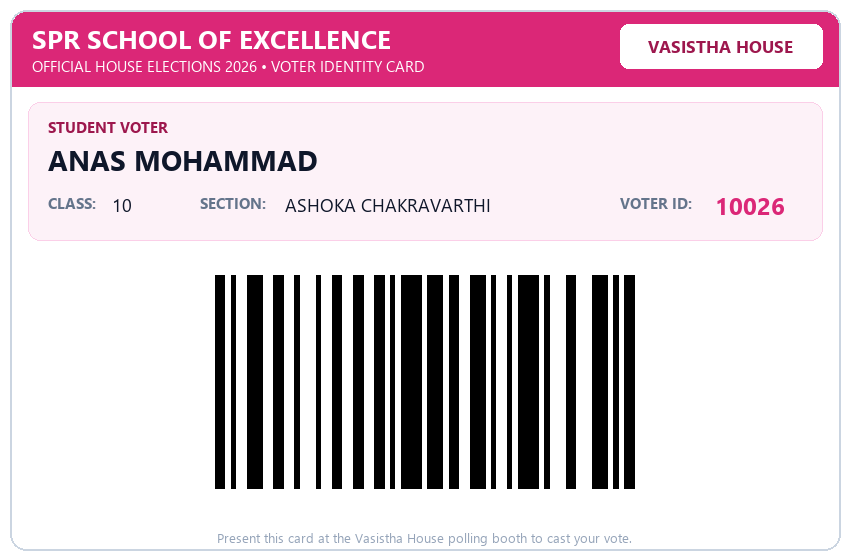 SPR SCHOOL OF EXCELLENCE
OFFICIAL HOUSE ELECTIONS 2026 • VOTER IDENTITY CARD
VASISTHA HOUSE
STUDENT VOTER
ANAS MOHAMMAD
CLASS: 10 SECTION: ASHOKA CHAKRAVARTHI VOTER ID: 10026
Present this card at the Vasistha House polling booth to cast your vote.